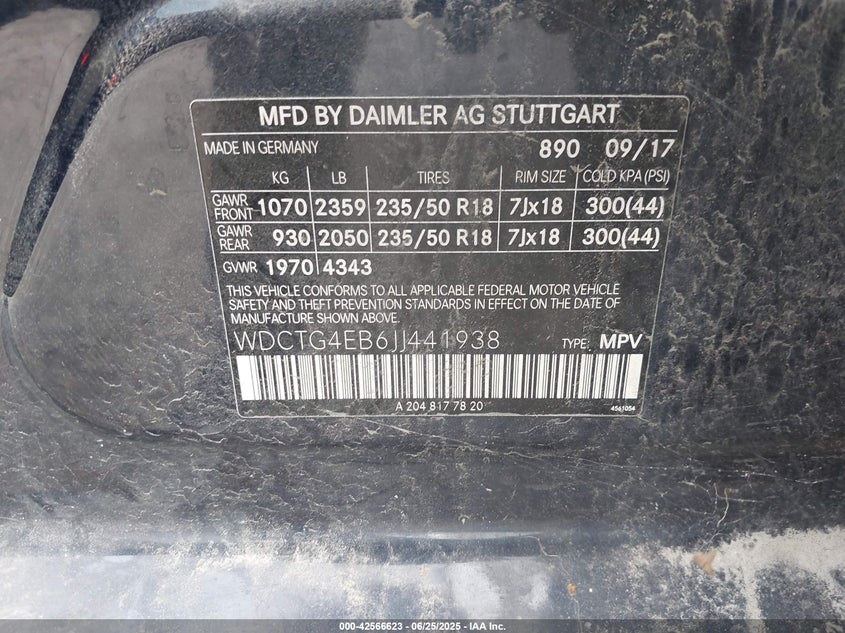 MFD BY DAIMLER AG STUTTGART
MADE IN GERMANY 890 09/17
KG LB TIRES RIM SIZE COLD KPA (PSI)
GAWR FRONT 1070 2359 235/50 R18 7Jx18 300(44)
GAWR REAR 930 2050 235/50 R18 7Jx18 300(44)
GVWR 1970 4343
THIS VEHICLE CONFORMS TO ALL APPLICABLE FEDERAL MOTOR VEHICLE
SAFETY AND THEFT PREVENTION STANDARDS IN EFFECT ON THE DATE OF
MANUFACTURE SHOWN ABOVE.
WDCTG4EB6JJ441938 TYPE: MPV
A 204 817 78 20 4561054
000-42566623 / 06/25/2025 / IAA Inc.